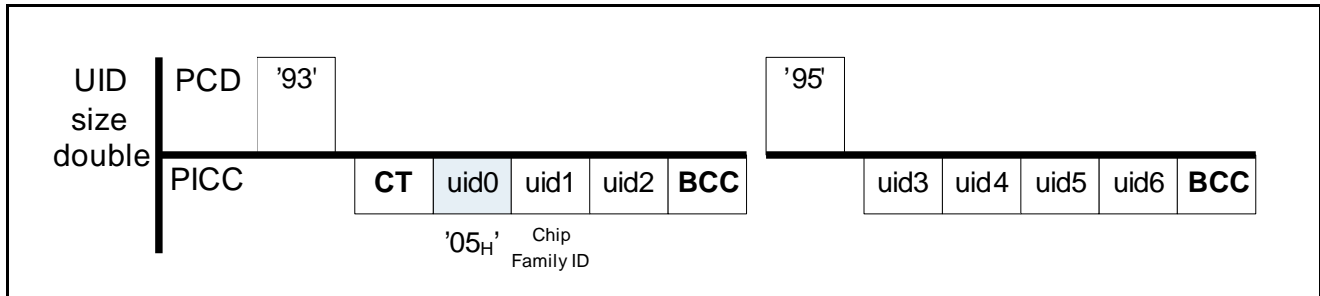 UID
size
double
PCD
'93'
'95'
PICC
CT uid0 uid1 uid2 BCC
uid3 uid4 uid5 uid6 BCC
'05H'
Chip
Family ID